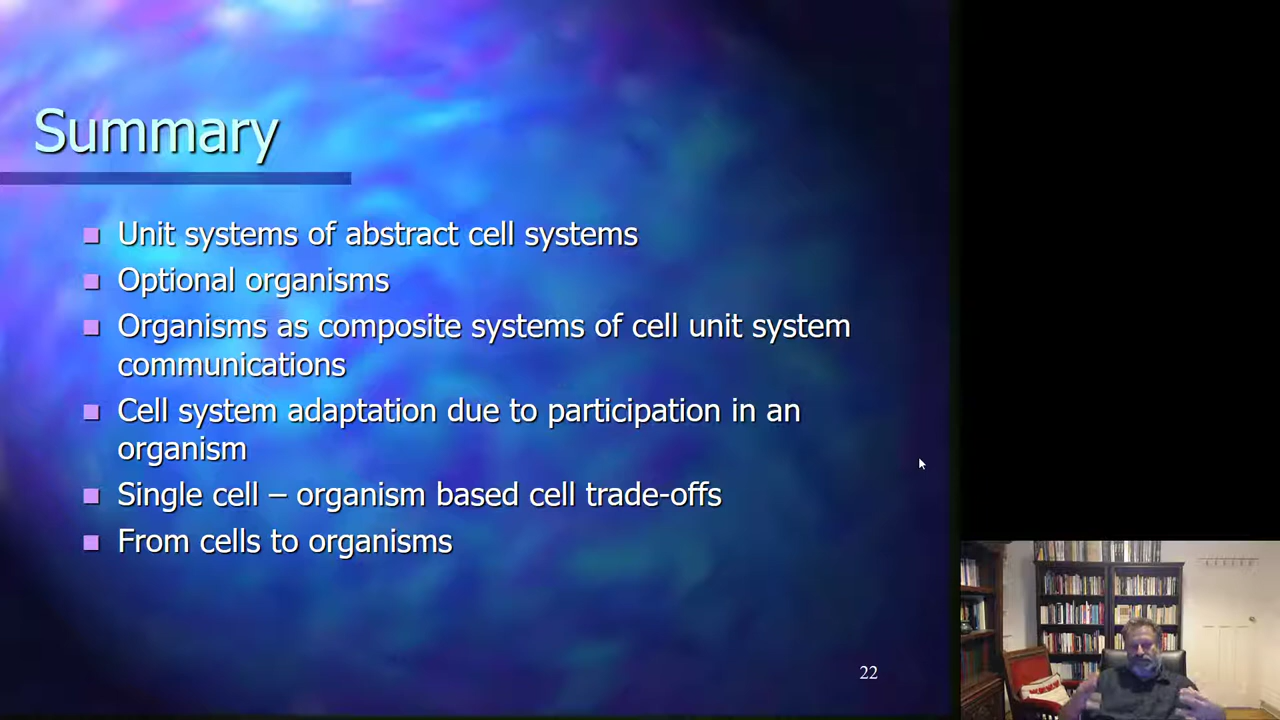 Summary
Unit systems of abstract cell systems
Optional organisms
Organisms as composite systems of cell unit system
communications
Cell system adaptation due to participation in an
organism
Single cell – organism based cell trade-offs
From cells to organisms
22